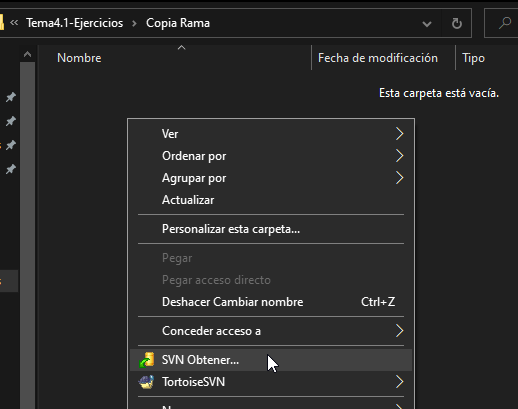 « Tema4.1-Ejercicios > Copia Rama
Nombre Fecha de modificación Tipo
Esta carpeta está vacía.
Ver
Ordenar por
Agrupar por
Actualizar
Personalizar esta carpeta...
Pegar
Pegar acceso directo
Deshacer Cambiar nombre Ctrl+Z
Conceder acceso a
SVN Obtener...
TortoiseSVN